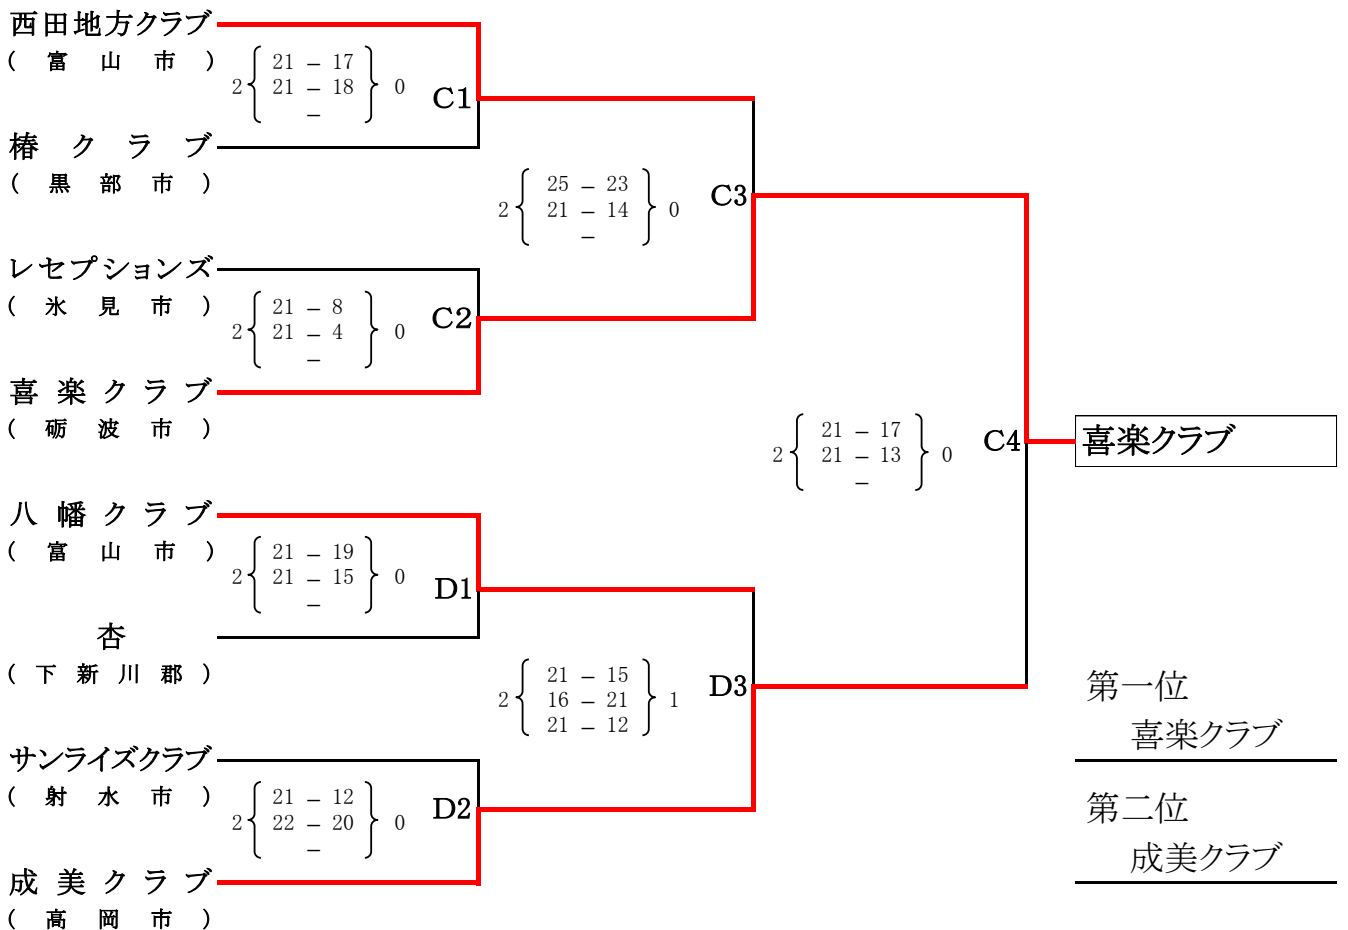 西田地方クラブ
(富山市)
2 { 21 － 17 } 0
21 － 18
－
C1
椿クラブ
(黒部市)
2 { 25 － 23 } 0
21 － 14
－
C3
レセプションズ
(氷見市)
2 { 21 － 8 } 0
21 － 4
－
C2
喜楽クラブ
(砺波市)
2 { 21 － 17 } 0
21 － 13
－
C4
喜楽クラブ
八幡クラブ
(富山市)
2 { 21 － 19 } 0
21 － 15
－
D1
杏
(下新川郡)
2 { 21 － 15 } 1
16 － 21
21 － 12
D3
サンライズクラブ
(射水市)
2 { 21 － 12 } 0
22 － 20
－
D2
成美クラブ
(高岡市)
第一位
喜楽クラブ
第二位
成美クラブ